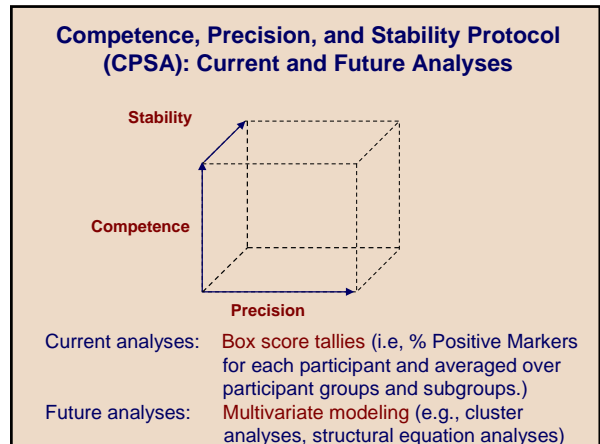 Competence, Precision, and Stability Protocol
(CPSA): Current and Future Analyses
Stability
Competence
Precision
Current analyses: Box score tallies (i.e, % Positive Markers
for each participant and averaged over
participant groups and subgroups.)
Future analyses: Multivariate modeling (e.g., cluster
analyses, structural equation analyses)